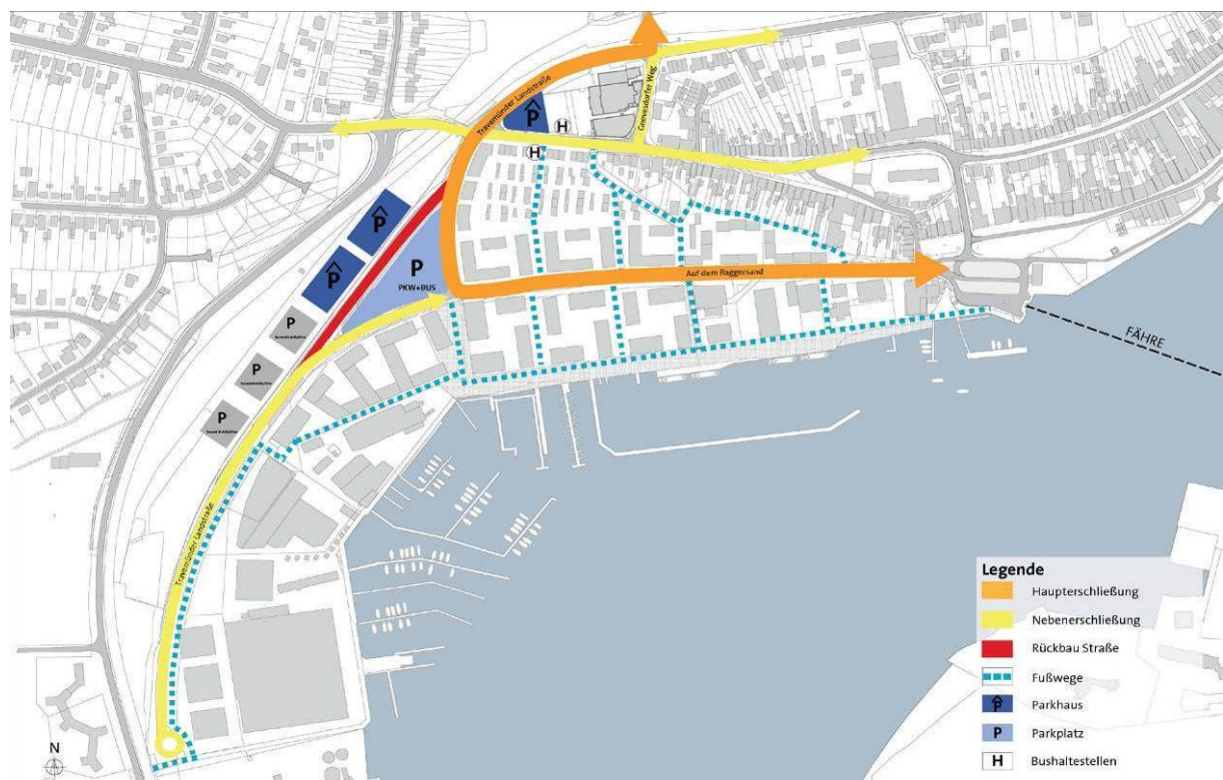 Travemünder Landstraße
Gneversdorfer Weg
P
H
H
P
P
P
PKW+BUS
Auf dem Baggersand
FÄHRE
P
P
P
Travemünder Landstraße
N
Legende
Haupterschließung
Nebenerschließung
Rückbau Straße
Fußwege
P
Parkhaus
P
Parkplatz
H
Bushaltestellen